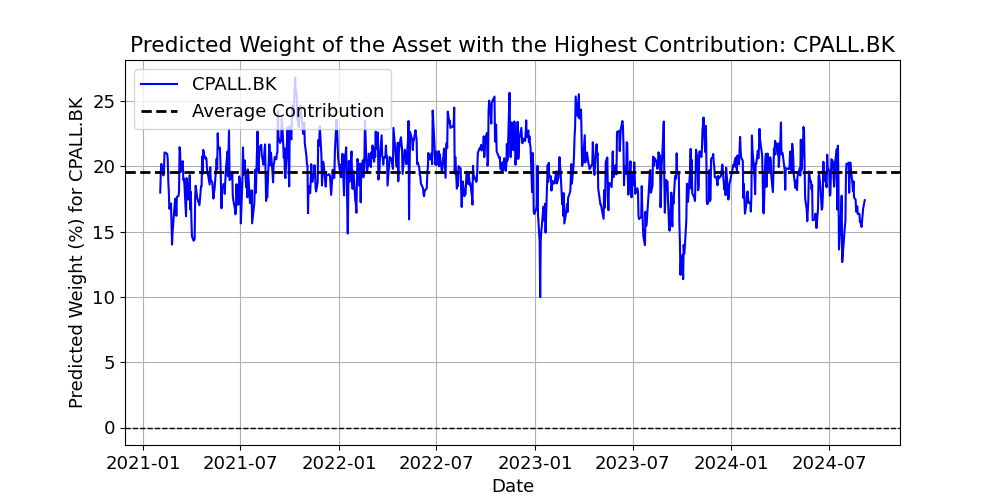 Predicted Weight of the Asset with the Highest Contribution: CPALL.BK
CPALL.BK
Average Contribution
Predicted Weight (%) for CPALL.BK
25
20
15
10
5
0
2021-01 2021-07 2022-01 2022-07 2023-01 2023-07 2024-01 2024-07
Date